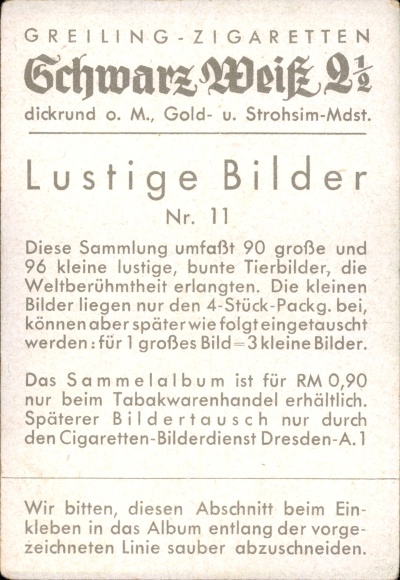 GREILING-ZIGARETTEN
Schwarz Weiß 2½
dickrund o. M., Gold- u. Strohsim-Mdst.
Lustige Bilder
Nr. 11
Diese Sammlung umfaßt 90 große und
96 kleine lustige, bunte Tierbilder, die
Weltberühmtheit erlangten. Die kleinen
Bilder liegen nur den 4-Stück-Packg. bei,
können aber später wie folgt eingetauscht
werden: für 1 großes Bild = 3 kleine Bilder.
Das Sammelalbum ist für RM 0,90
nur beim Tabakwarenhandel erhältlich.
Späterer Bildertausch nur durch
den Cigaretten-Bilderdienst Dresden-A. 1
Wir bitten, diesen Abschnitt beim Ein-
kleben in das Album entlang der vorge-
zeichneten Linie sauber abzuschneiden.